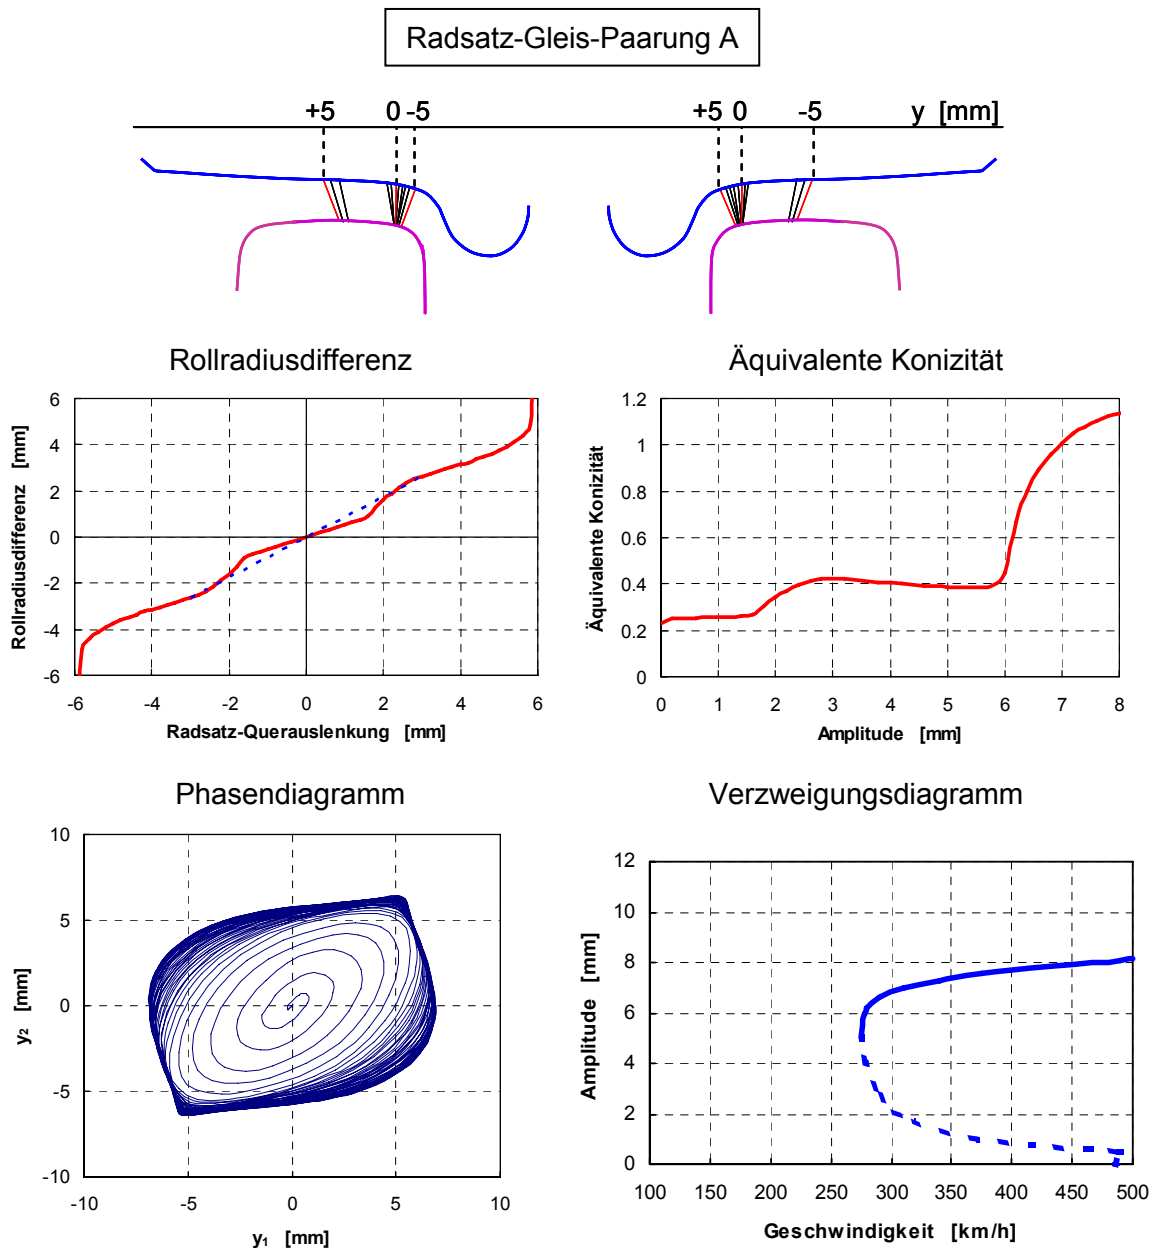 Radsatz-Gleis-Paarung A
+5 0 -5 +5 0 -5 y [mm]
Rollradiusdifferenz
Äquivalente Konizität
Rollradiusdifferenz [mm]
6
4
2
0
-2
-4
-6
-6 -4 -2 0 2 4 6
Radsatz-Querauslenkung [mm]
Äquivalente Konizität
1.2
1
0.8
0.6
0.4
0.2
0
0 1 2 3 4 5 6 7 8
Amplitude [mm]
Phasendiagramm
Verzweigungsdiagramm
y₂ [mm]
10
5
0
-5
-10
-10 -5 0 5 10
y₁ [mm]
Amplitude [mm]
12
10
8
6
4
2
0
100 150 200 250 300 350 400 450 500
Geschwindigkeit [km/h]